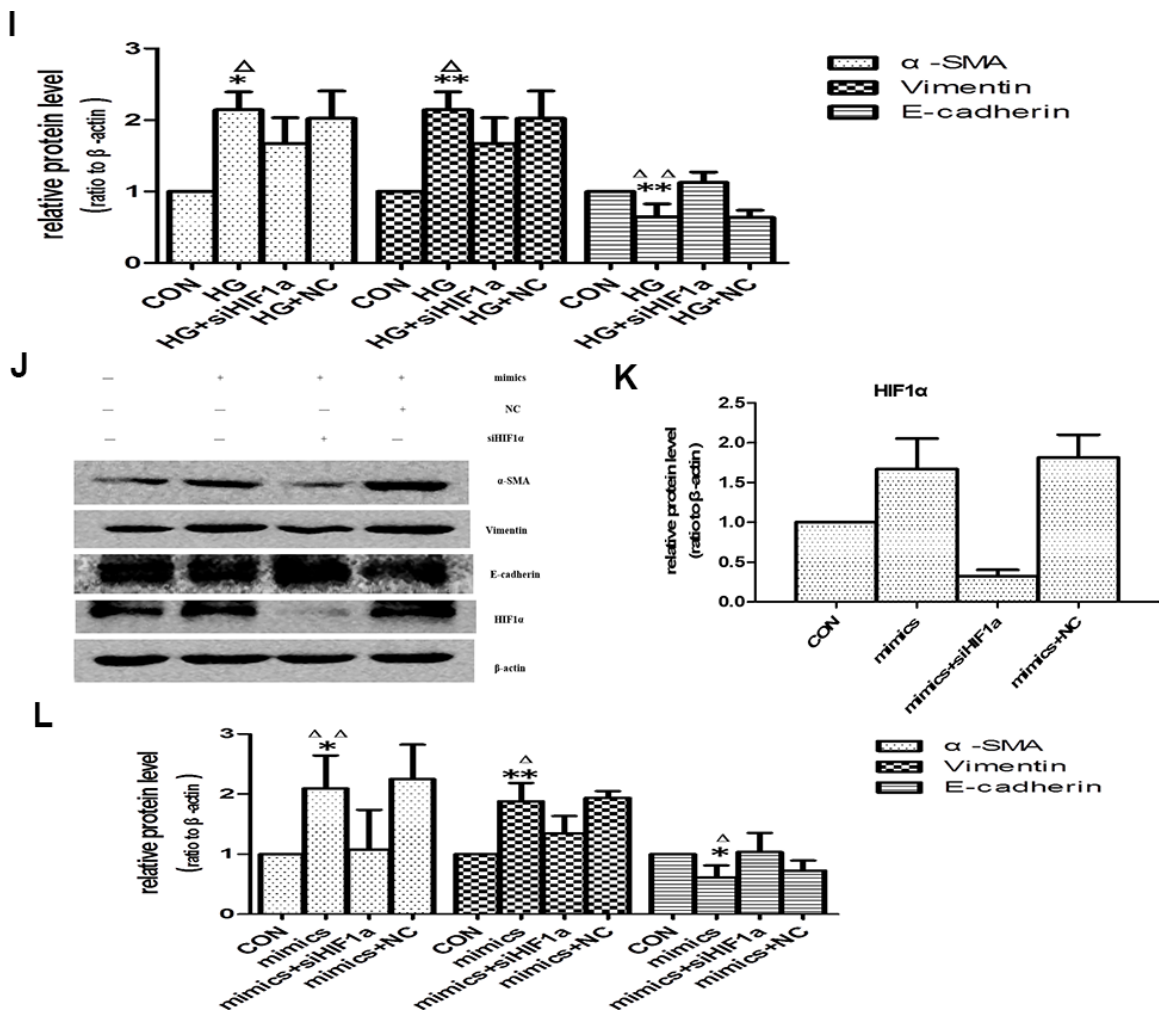 I
3
2
1
0
relative protein level
(ratio to β -actin )
△
*
△
**
△ △
**
CON
HG
HG+siHIF1a
HG+NC
CON
HG
HG+siHIF1a
HG+NC
CON
HG
HG+siHIF1a
HG+NC
α -SMA
Vimentin
E-cadherin
J
— + + + mimics
— — — + NC
— — + — siHIF1α
α-SMA
Vimentin
E-cadherin
HIF1α
β-actin
K
HIF1α
2.5
2.0
1.5
1.0
0.5
0.0
relative protein level
(ratio to β-actin )
CON
mimics
mimics+siHIF1a
mimics+NC
L
3
2
1
0
relative protein level
(ratio to β -actin )
△ △
*
△
**
△
*
CON
mimics
mimics+siHIF1a
mimics+NC
CON
mimics
mimics+siHIF1a
mimics+NC
CON
mimics
mimics+siHIF1a
mimics+NC
α -SMA
Vimentin
E-cadherin